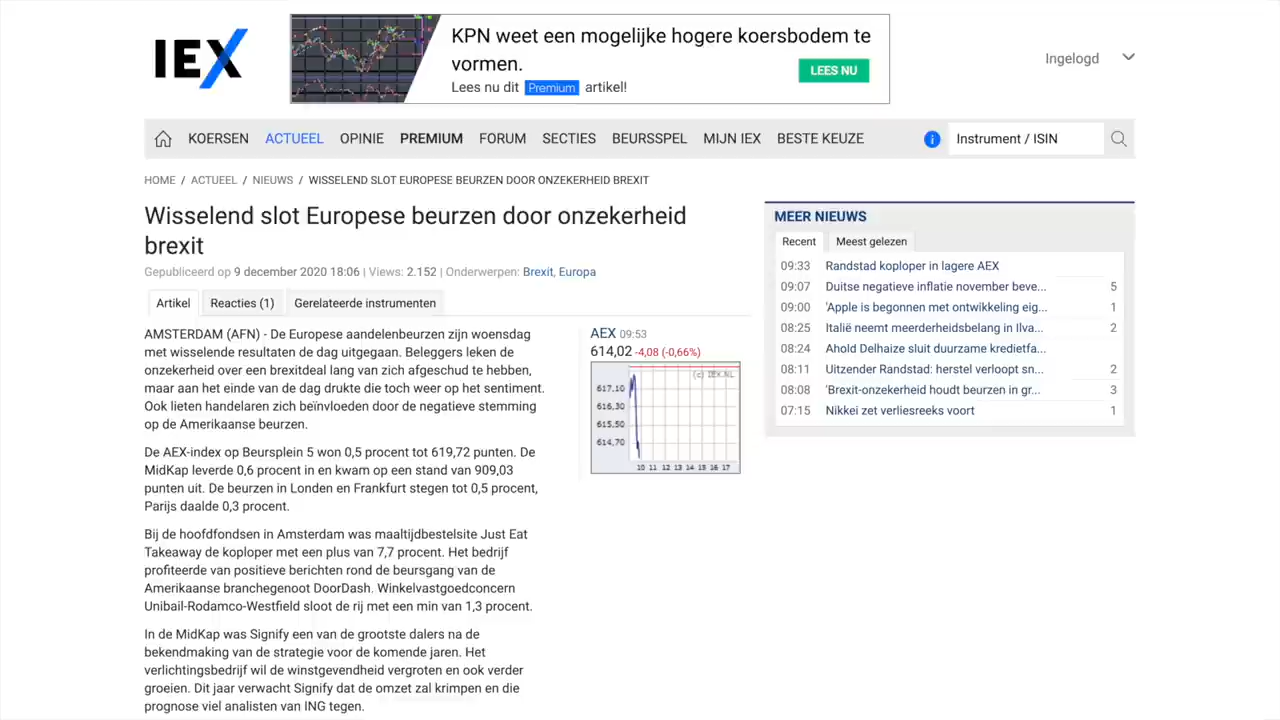 IEX
KPN weet een mogelijke hogere koersbodem te
vormen.
Lees nu dit Premium artikel!
LEES NU
Ingelogd
KOERSEN ACTUEEL OPINIE PREMIUM FORUM SECTIES BEURSSPEL MIJN IEX BESTE KEUZE
i
Instrument / ISIN
HOME / ACTUEEL / NIEUWS / WISSELEND SLOT EUROPESE BEURZEN DOOR ONZEKERHEID BREXIT
Wisselend slot Europese beurzen door onzekerheid
brexit
Gepubliceerd op 9 december 2020 18:06 | Views: 2.152 | Onderwerpen: Brexit, Europa
Artikel Reacties (1) Gerelateerde instrumenten
AMSTERDAM (AFN) - De Europese aandelenbeurzen zijn woensdag
met wisselende resultaten de dag uitgegaan. Beleggers leken de
onzekerheid over een brexitdeal lang van zich afgeschud te hebben,
maar aan het einde van de dag drukte die toch weer op het sentiment.
Ook lieten handelaren zich beïnvloeden door de negatieve stemming
op de Amerikaanse beurzen.
De AEX-index op Beursplein 5 won 0,5 procent tot 619,72 punten. De
MidKap leverde 0,6 procent in en kwam op een stand van 909,03
punten uit. De beurzen in Londen en Frankfurt stegen tot 0,5 procent,
Parijs daalde 0,3 procent.
Bij de hoofdfondsen in Amsterdam was maaltijdbestelsite Just Eat
Takeaway de koploper met een plus van 7,7 procent. Het bedrijf
profiteerde van positieve berichten rond de beursgang van de
Amerikaanse branchegenoot DoorDash. Winkelvastgoedconcern
Unibail-Rodamco-Westfield sloot de rij met een min van 1,3 procent.
In de MidKap was Signify een van de grootste dalers na de
bekendmaking van de strategie voor de komende jaren. Het
verlichtingsbedrijf wil de winstgevendheid vergroten en ook verder
groeien. Dit jaar verwacht Signify dat de omzet zal krimpen en die
prognose viel analisten van ING tegen.
AEX 09:53
614,02 -4,08 (-0,66%)
(c) IEX.NL
617,10
616,30
615,50
614,70
10 11 12 13 14 15 16 17
MEER NIEUWS
Recent Meest gelezen
09:33 Randstad koploper in lagere AEX
09:07 Duitse negatieve inflatie november beve... 5
09:00 'Apple is begonnen met ontwikkeling eig... 1
08:25 Italië neemt meerderheidsbelang in Ilva... 2
08:24 Ahold Delhaize sluit duurzame kredietfa...
08:11 Uitzender Randstad: herstel verloopt sn... 2
08:08 'Brexit-onzekerheid houdt beurzen in gr... 3
07:15 Nikkei zet verliesreeks voort 1